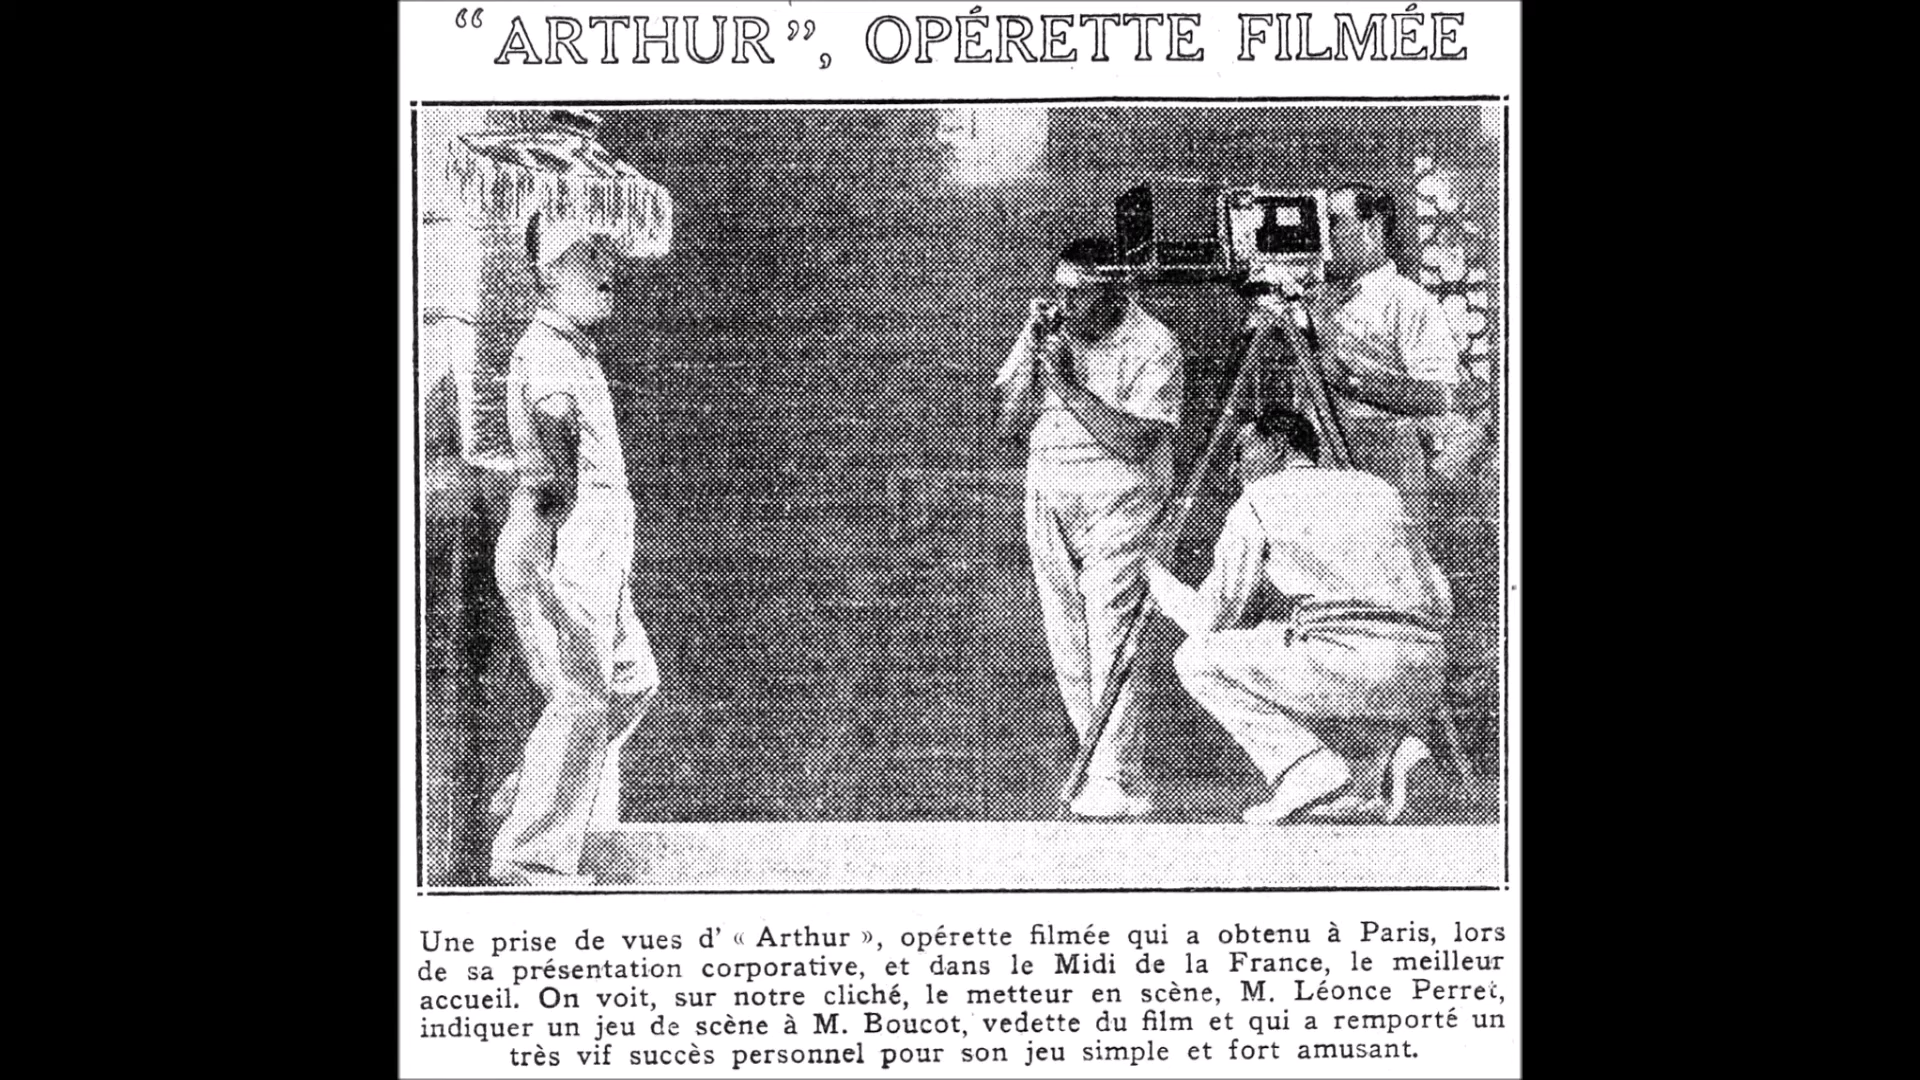 “ARTHUR”, OPÉRETTE FILMÉE
Une prise de vues d' « Arthur », opérette filmée qui a obtenu à Paris, lors
de sa présentation corporative, et dans le Midi de la France, le meilleur
accueil. On voit, sur notre cliché, le metteur en scène, M. Léonce Perret,
indiquer un jeu de scène à M. Boucot, vedette du film et qui a remporté un
très vif succès personnel pour son jeu simple et fort amusant.